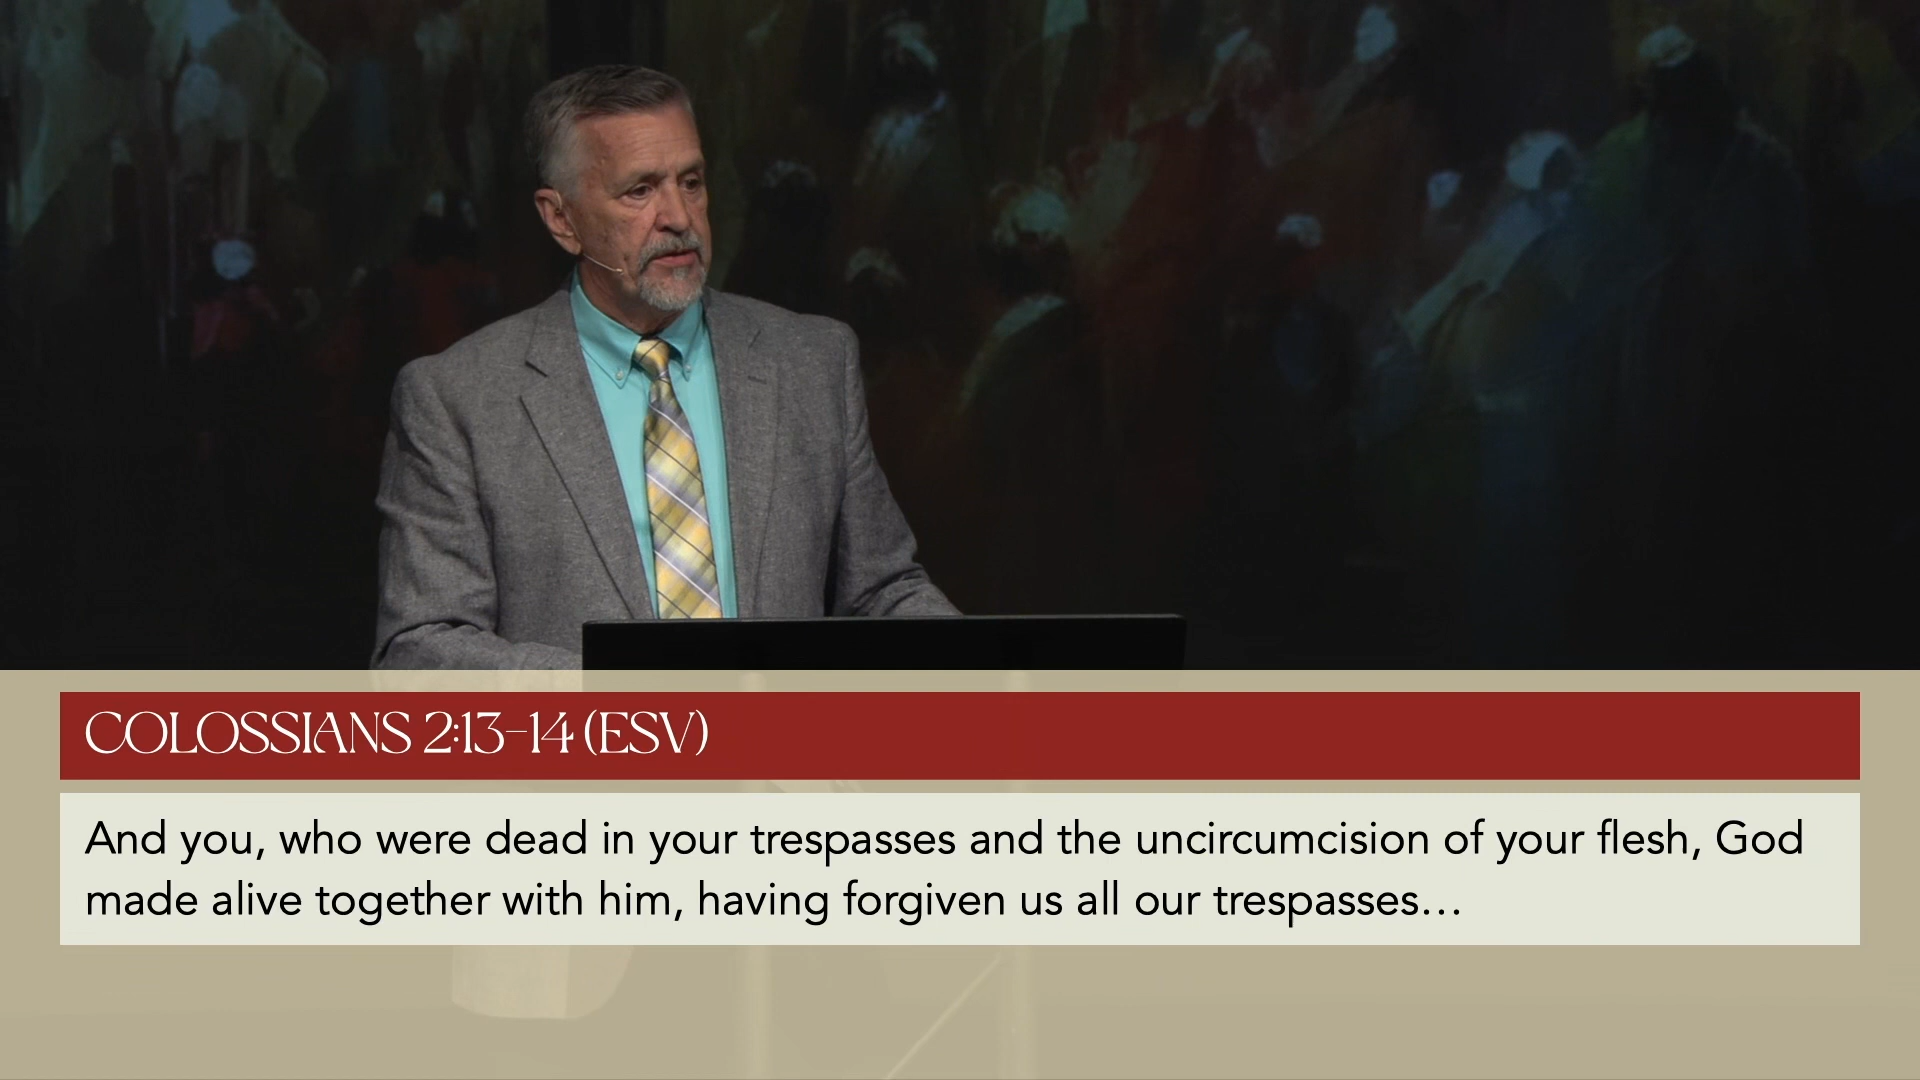 COLOSSIANS 2:13–14 (ESV)
And you, who were dead in your trespasses and the uncircumcision of your flesh, God
made alive together with him, having forgiven us all our trespasses…